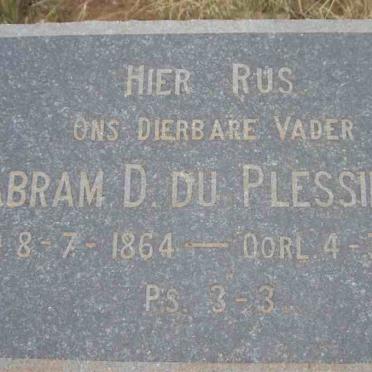 HIER RUS
ONS DIERBARE VADER
ABRAM D. DU PLESSI
8-7-1864 — OORL. 4-
PS. 3-3.